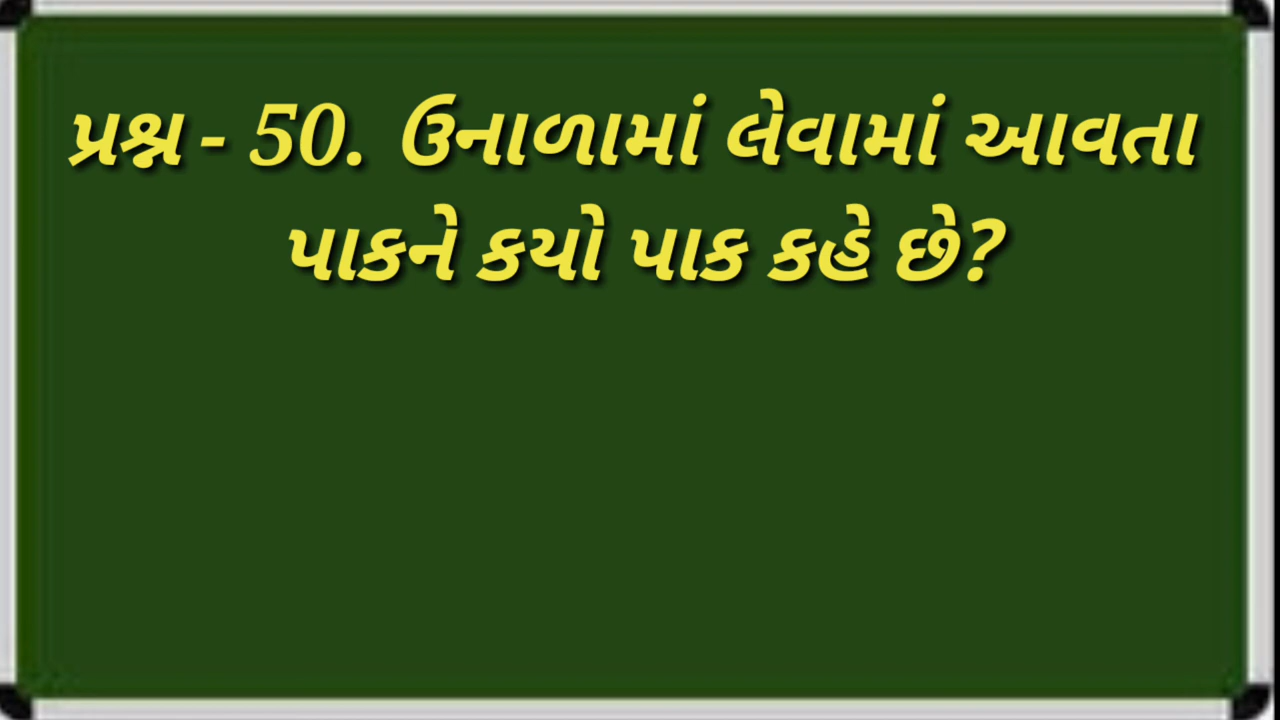 પ્રશ્ન - 50. ઉનાળામાં લેવામાં આવતા
પાકને કયો પાક કહે છે?